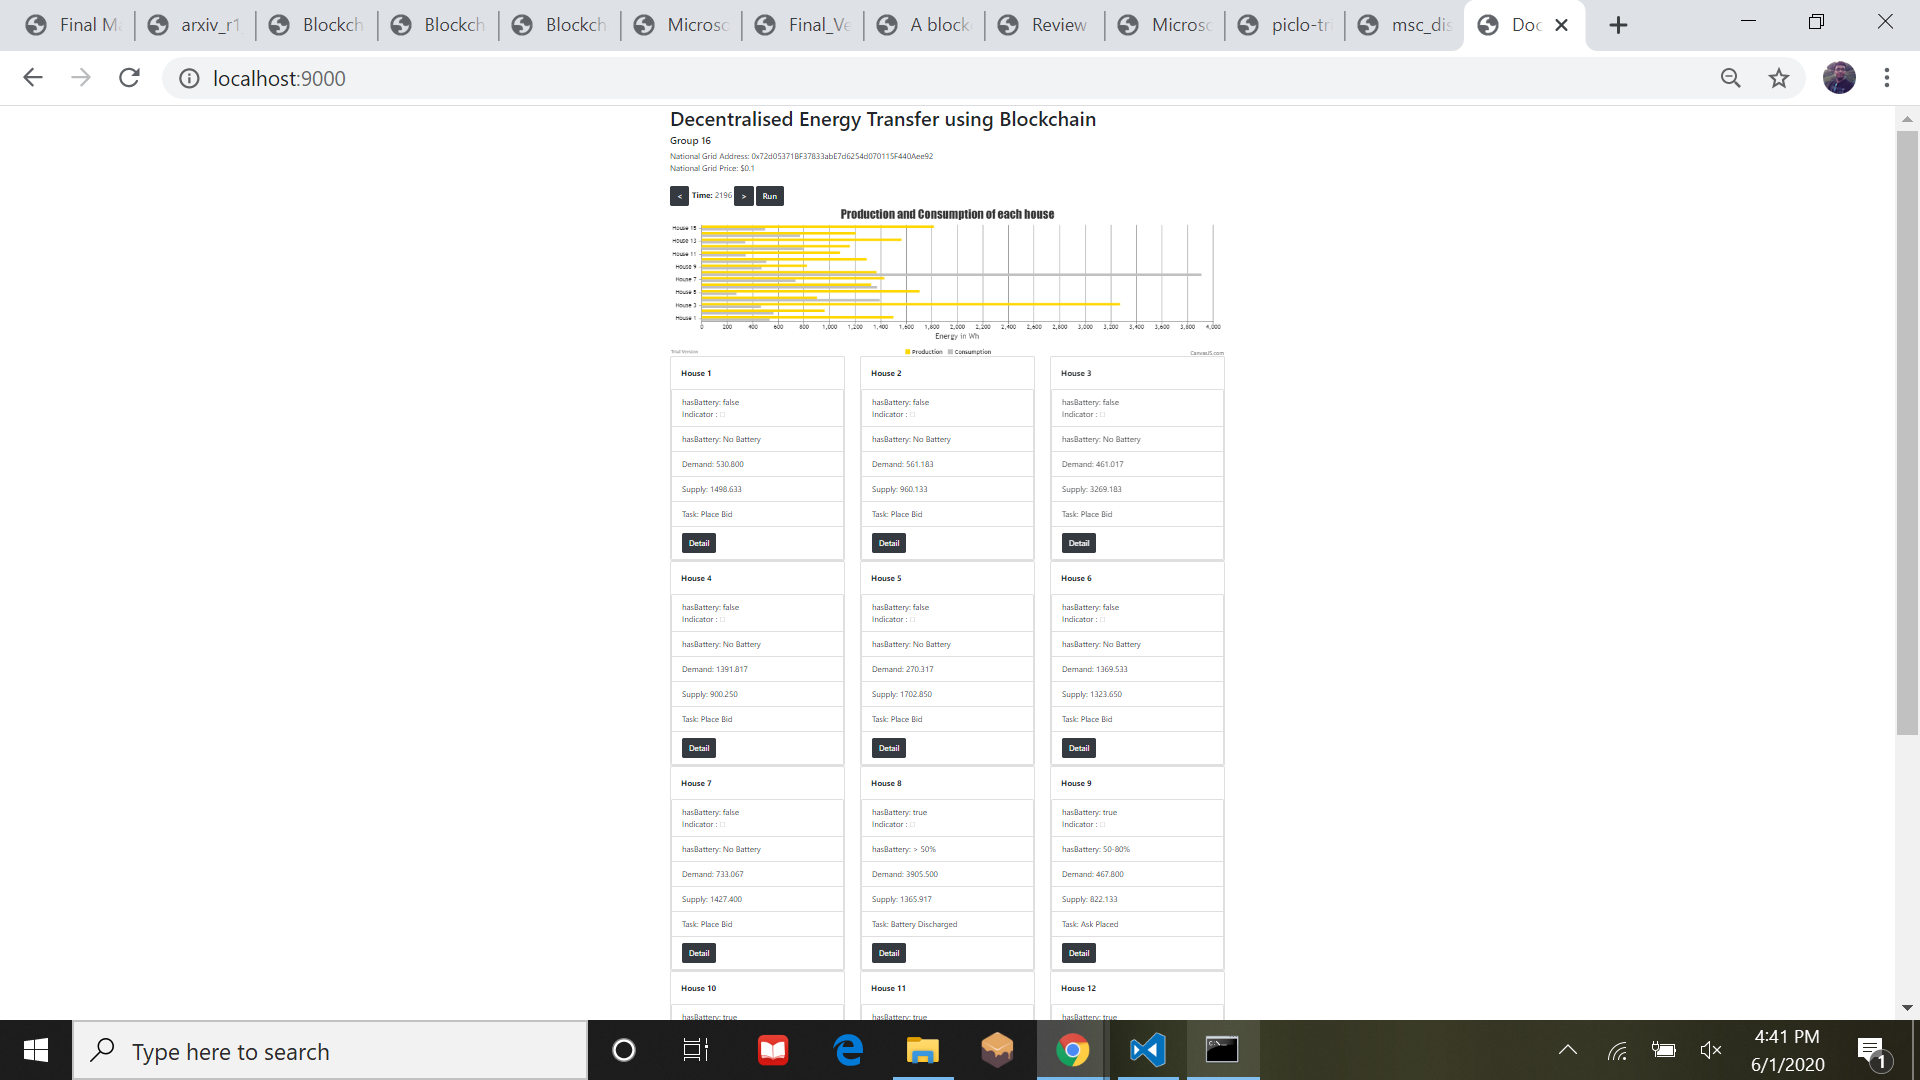 Final M
arxiv_r1
Blockch
Blockch
Blockch
Microso
Final_Ve
A block
Review
Microso
piclo-tri
msc_dis
Doc
localhost:9000
Decentralised Energy Transfer using Blockchain
Group 16
National Grid Address: 0x72d05371BF37833abE7d6254d070115F440Aee92
National Grid Price: $0.1
< Time: 2196 > Run
Production and Consumption of each house
House 15
House 13
House 11
House 9
House 7
House 5
House 3
House 1
0 200 400 600 800 1,000 1,200 1,400 1,600 1,800 2,000 2,200 2,400 2,600 2,800 3,000 3,200 3,400 3,600 3,800 4,000
Energy in Wh
Trial Version
Production Consumption
CanvasJS.com
House 1
hasBattery: false
Indicator :
hasBattery: No Battery
Demand: 530.800
Supply: 1498.633
Task: Place Bid
Detail
House 2
hasBattery: false
Indicator :
hasBattery: No Battery
Demand: 561.183
Supply: 960.133
Task: Place Bid
Detail
House 3
hasBattery: false
Indicator :
hasBattery: No Battery
Demand: 461.017
Supply: 3269.183
Task: Place Bid
Detail
House 4
hasBattery: false
Indicator :
hasBattery: No Battery
Demand: 1391.817
Supply: 900.250
Task: Place Bid
Detail
House 5
hasBattery: false
Indicator :
hasBattery: No Battery
Demand: 270.317
Supply: 1702.850
Task: Place Bid
Detail
House 6
hasBattery: false
Indicator :
hasBattery: No Battery
Demand: 1369.533
Supply: 1323.650
Task: Place Bid
Detail
House 7
hasBattery: false
Indicator :
hasBattery: No Battery
Demand: 733.067
Supply: 1427.400
Task: Place Bid
Detail
House 8
hasBattery: true
Indicator :
hasBattery: > 50%
Demand: 3905.500
Supply: 1365.917
Task: Battery Discharged
Detail
House 9
hasBattery: true
Indicator :
hasBattery: 50-80%
Demand: 467.800
Supply: 822.133
Task: Ask Placed
Detail
House 10
hasBattery: true
House 11
hasBattery: true
House 12
hasBattery: true
Type here to search
4:41 PM
6/1/2020
1